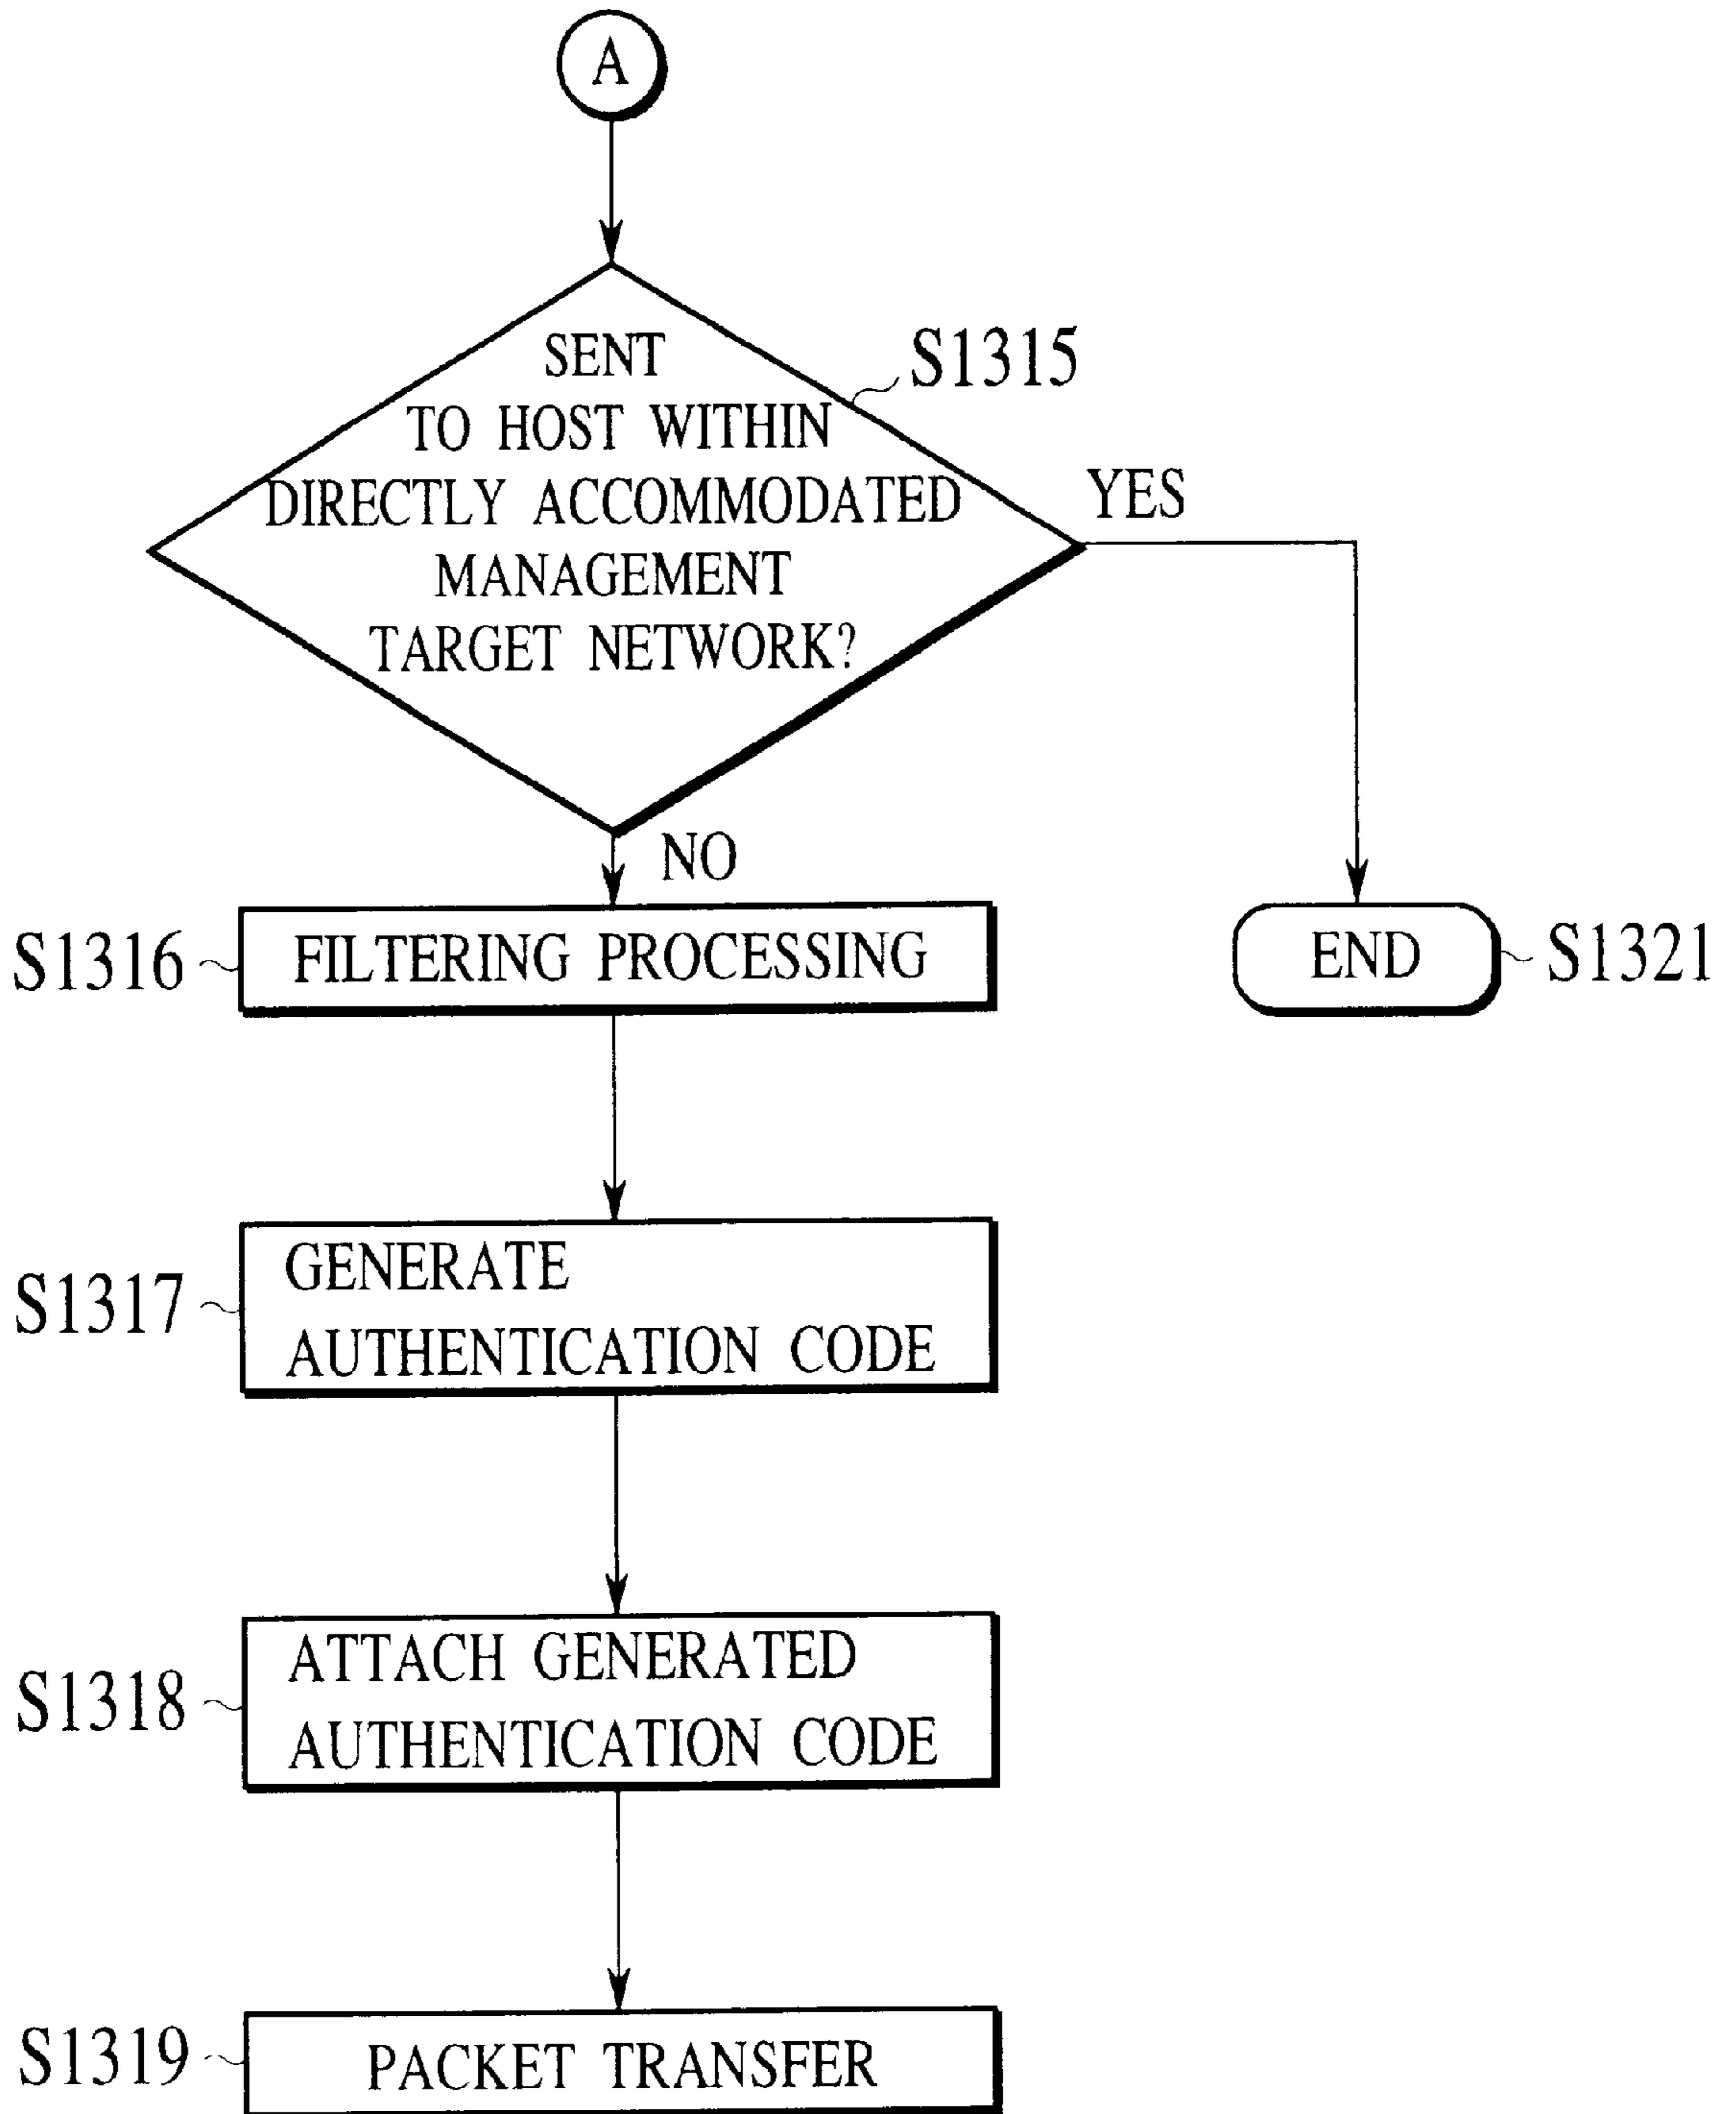 A
SENT
TO HOST WITHIN
DIRECTLY ACCOMMODATED
MANAGEMENT
TARGET NETWORK?
S1315
YES
NO
S1316
FILTERING PROCESSING
END
S1321
S1317
GENERATE
AUTHENTICATION CODE
S1318
ATTACH GENERATED
AUTHENTICATION CODE
S1319
PACKET TRANSFER